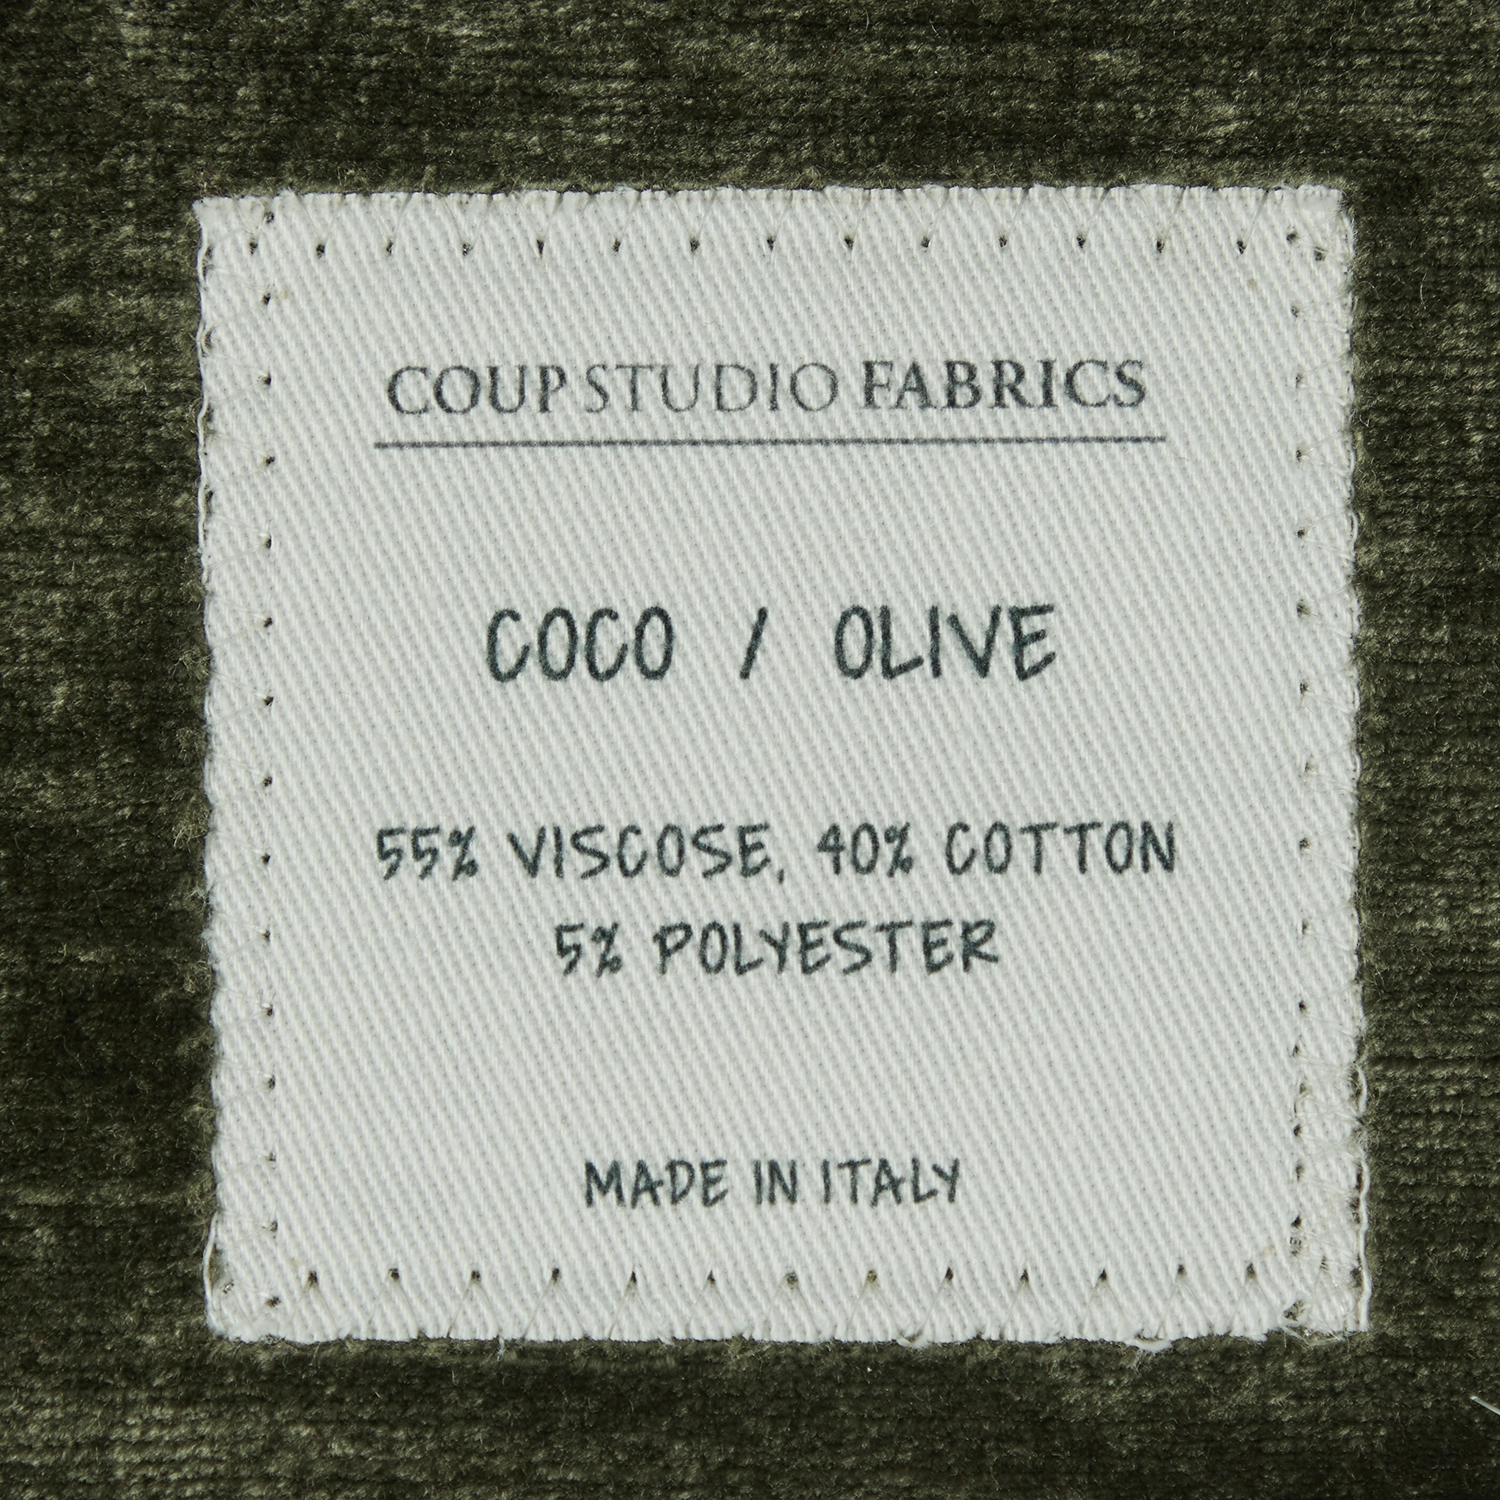 COUP STUDIO FABRICS
COCO / OLIVE
55% VISCOSE, 40% COTTON
5% POLYESTER
MADE IN ITALY